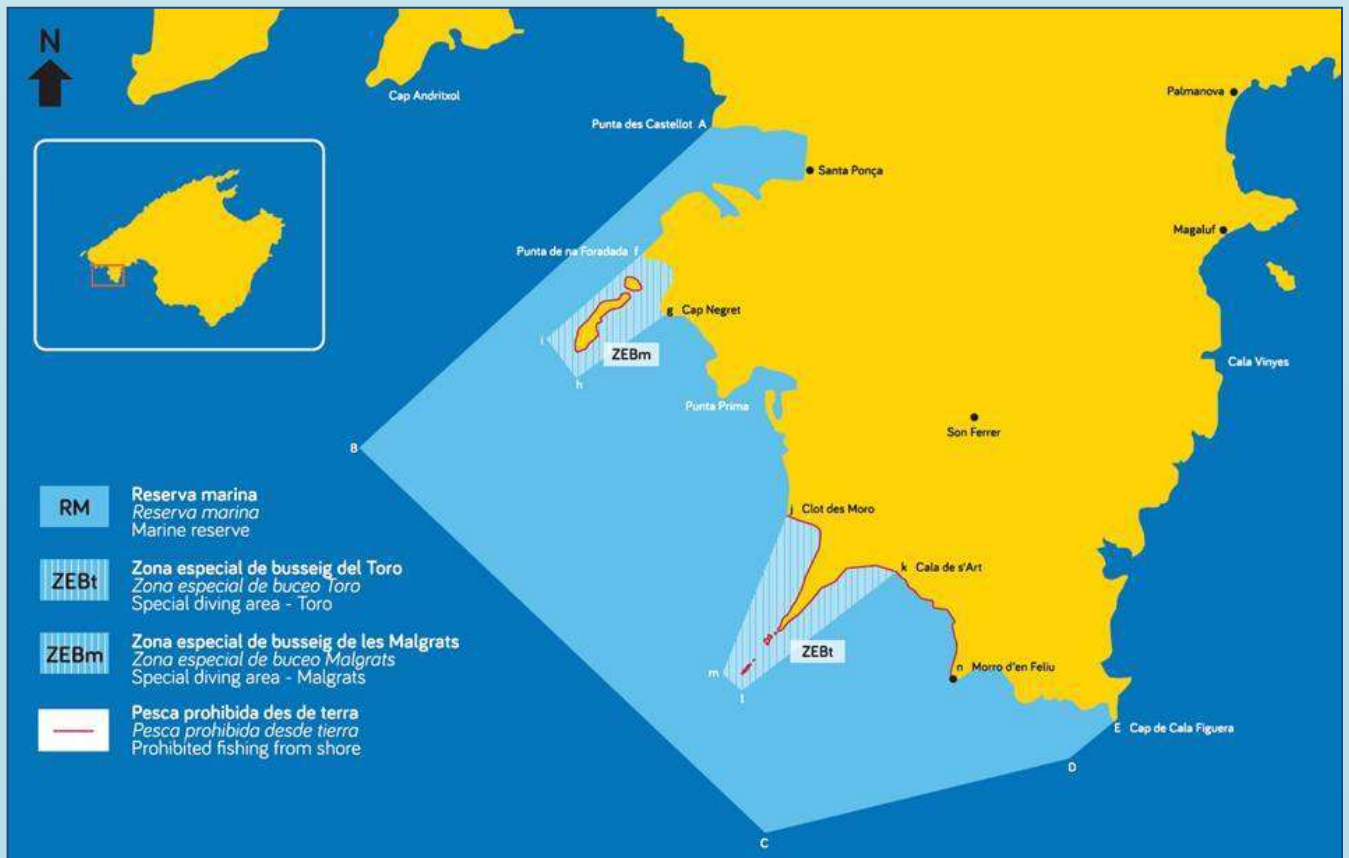 N
Cap Andritxol
Palmanova
Punta des Castellot A
Santa Ponça
Magaluf
Punta de na Foradada f
g Cap Negret
i
ZEBm
h
Cala Vinyes
Punta Prima
Son Ferrer
B
RM
Reserva marina
Reserva marina
Marine reserve
j Clot des Moro
ZEBt
Zona especial de busseig del Toro
Zona especial de buceo Toro
Special diving area - Toro
k Cala de s'Art
ZEBm
Zona especial de busseig de les Malgrats
Zona especial de buceo Malgrats
Special diving area - Malgrats
ZEBt
m
l
n Morro d'en Feliu
Pesca prohibida des de terra
Pesca prohibida desde tierra
Prohibited fishing from shore
E Cap de Cala Figuera
D
C